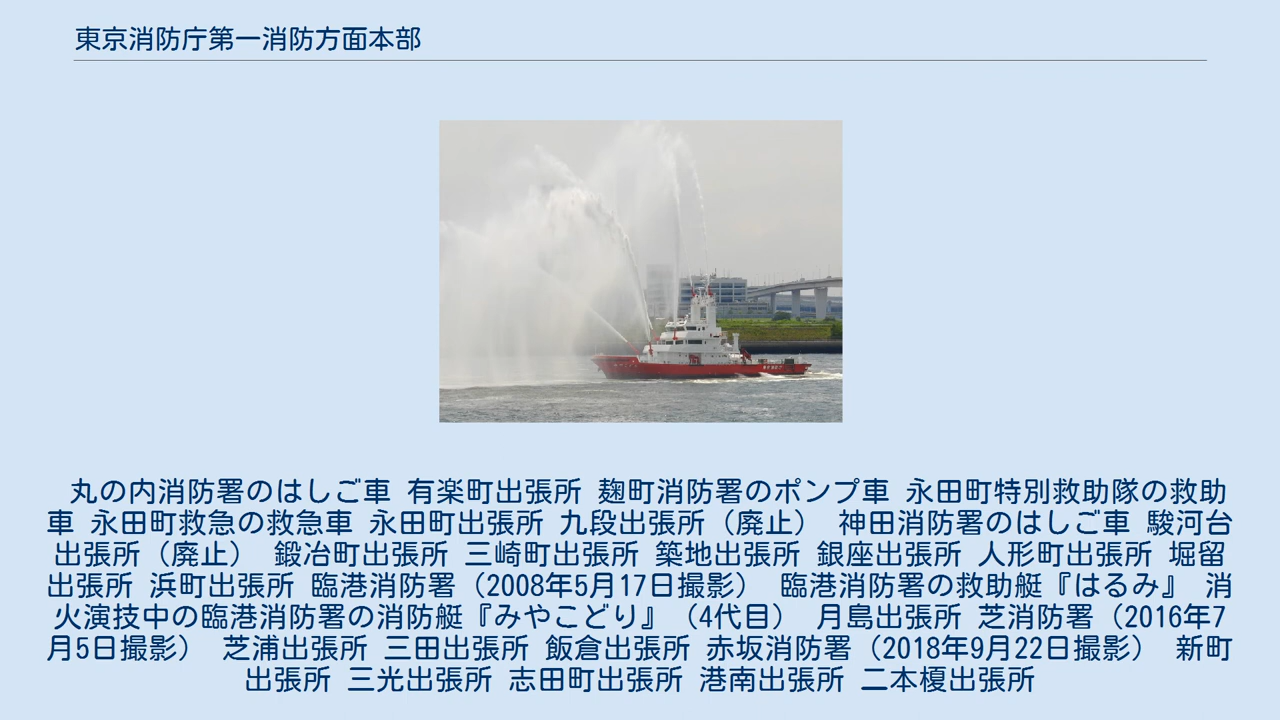 東京消防庁第一消防方面本部
丸の内消防署のはしご車 有楽町出張所 麹町消防署のポンプ車 永田町特別救助隊の救助
車 永田町救急の救急車 永田町出張所 九段出張所（廃止） 神田消防署のはしご車 駿河台
出張所（廃止） 鍛冶町出張所 三崎町出張所 築地出張所 銀座出張所 人形町出張所 堀留
出張所 浜町出張所 臨港消防署（2008年5月17日撮影） 臨港消防署の救助艇『はるみ』 消
火演技中の臨港消防署の消防艇『みやこどり』（4代目） 月島出張所 芝消防署（2016年7
月5日撮影） 芝浦出張所 三田出張所 飯倉出張所 赤坂消防署（2018年9月22日撮影） 新町
出張所 三光出張所 志田町出張所 港南出張所 二本榎出張所